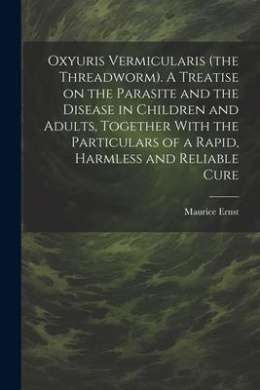 Oxyuris Vermicularis (the
Threadworm). A Treatise
on the Parasite and the
Disease in Children and
Adults, Together With the
Particulars of a Rapid,
Harmless and Reliable
Cure
Maurice Ernst